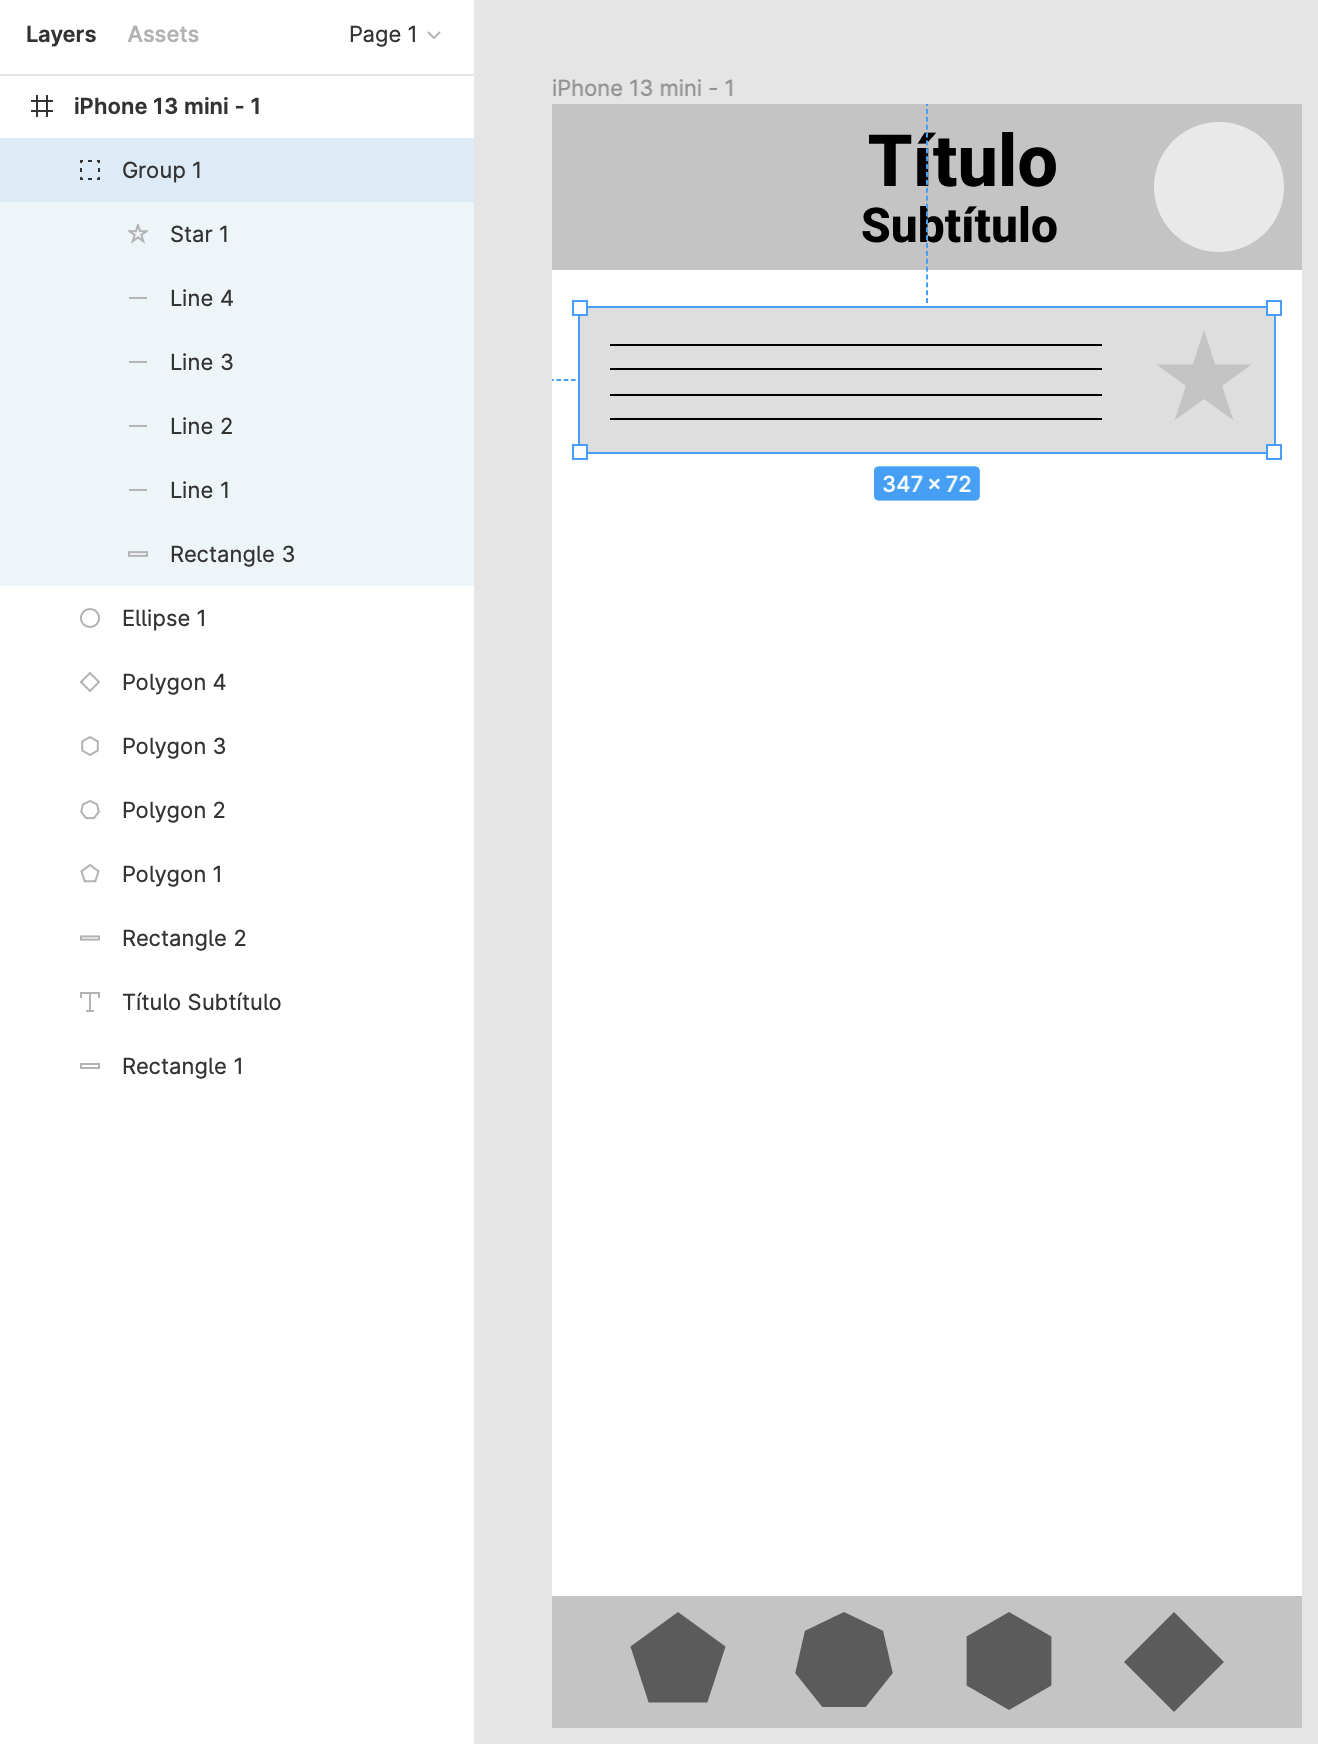 Layers Assets Page 1
iPhone 13 mini - 1
Group 1
Star 1
Line 4
Line 3
Line 2
Line 1
Rectangle 3
Ellipse 1
Polygon 4
Polygon 3
Polygon 2
Polygon 1
Rectangle 2
Título Subtítulo
Rectangle 1
iPhone 13 mini - 1
Título
Subtítulo
347 × 72